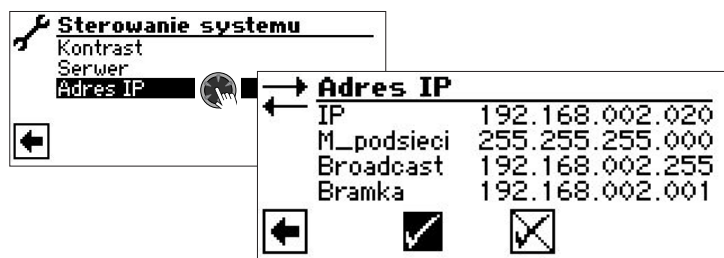 Sterowanie systemu
Kontrast
Serwer
Adres IP
Adres IP
IP 192.168.002.020
M_podsieci 255.255.255.000
Broadcast 192.168.002.255
Bramka 192.168.002.001